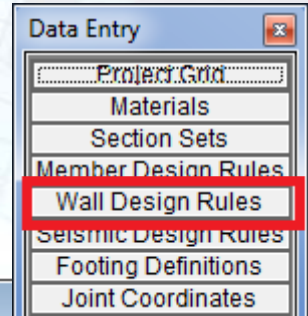 Data Entry
Project Grid
Materials
Section Sets
Member Design Rules
Wall Design Rules
Seismic Design Rules
Footing Definitions
Joint Coordinates